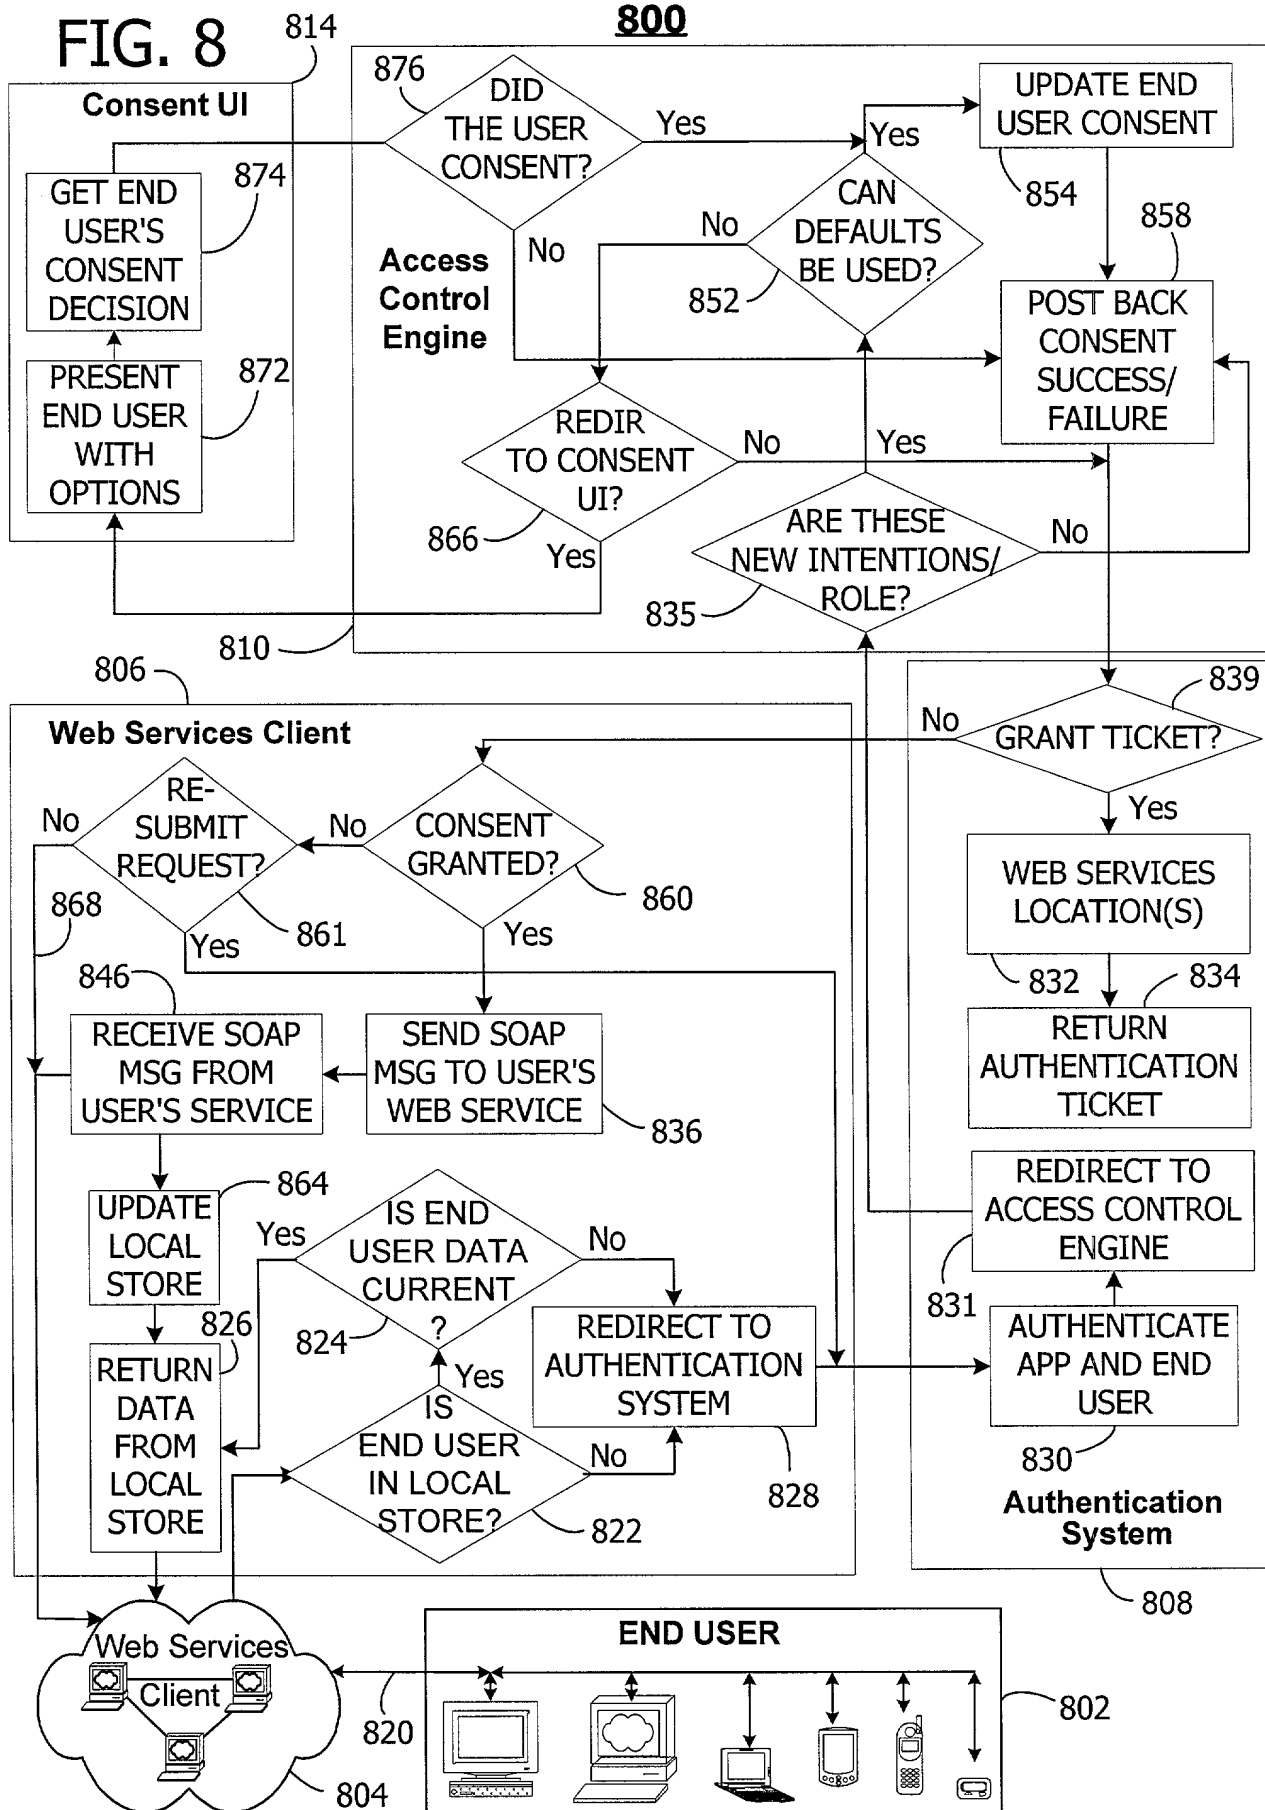 800
FIG. 8
814
Consent UI
876
DID
THE USER
CONSENT?
Yes
Yes
UPDATE END
USER CONSENT
854
GET END
USER'S
CONSENT
DECISION
874
No
Access
Control
Engine
No
CAN
DEFAULTS
BE USED?
852
858
POST BACK
CONSENT
SUCCESS/
FAILURE
PRESENT
END USER
WITH
OPTIONS
872
REDIR
TO CONSENT
UI?
866
No
Yes
Yes
ARE THESE
NEW INTENTIONS/
ROLE?
835
No
810
806
Web Services Client
839
GRANT TICKET?
No
Yes
RE-
SUBMIT
REQUEST?
No
861
Yes
868
CONSENT
GRANTED?
No
860
Yes
WEB SERVICES
LOCATION(S)
832
834
RETURN
AUTHENTICATION
TICKET
846
RECEIVE SOAP
MSG FROM
USER'S SERVICE
SEND SOAP
MSG TO USER'S
WEB SERVICE
836
REDIRECT TO
ACCESS CONTROL
ENGINE
831
864
UPDATE
LOCAL
STORE
Yes
IS END
USER DATA
CURRENT
?
No
824
826
RETURN
DATA
FROM
LOCAL
STORE
Yes
IS
END USER
IN LOCAL
STORE?
No
822
REDIRECT TO
AUTHENTICATION
SYSTEM
828
AUTHENTICATE
APP AND END
USER
830
Authentication
System
808
Web Services
Client
804
820
END USER
802